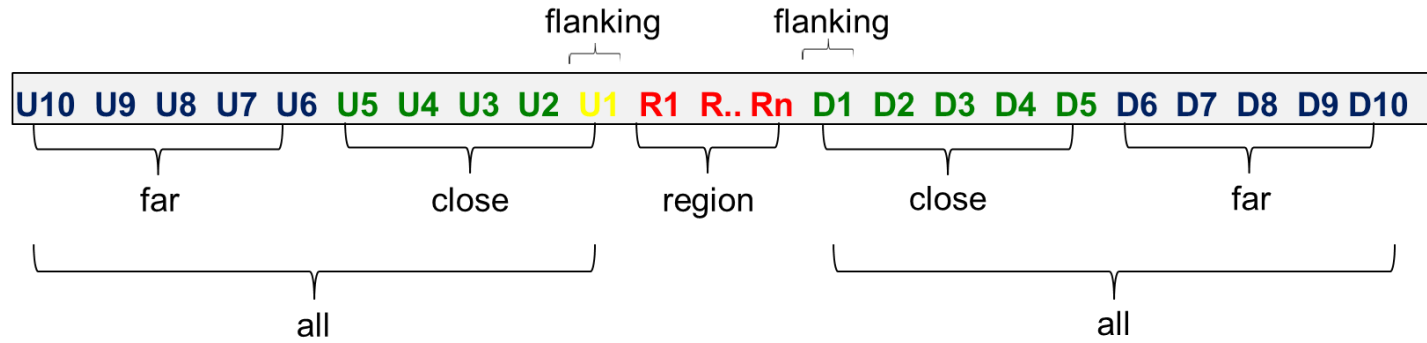 flanking flanking
U10 U9 U8 U7 U6 U5 U4 U3 U2 U1 R1 R.. Rn D1 D2 D3 D4 D5 D6 D7 D8 D9 D10
far close region close far
all all